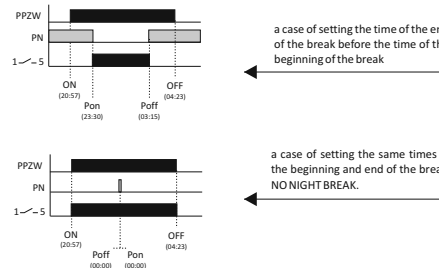 PPZW
PN
1 5
ON OFF
(20:57) (04:23)
Pon Poff
(23:30) (03:15)
a case of setting the time of the
of the break before the time of
beginning of the break
PPZW
PN
1 5
ON OFF
(20:57) (04:23)
Poff Pon
(00:00) (00:00)
a case of setting the same times
the beginning and end of the
NO NIGHT BREAK.